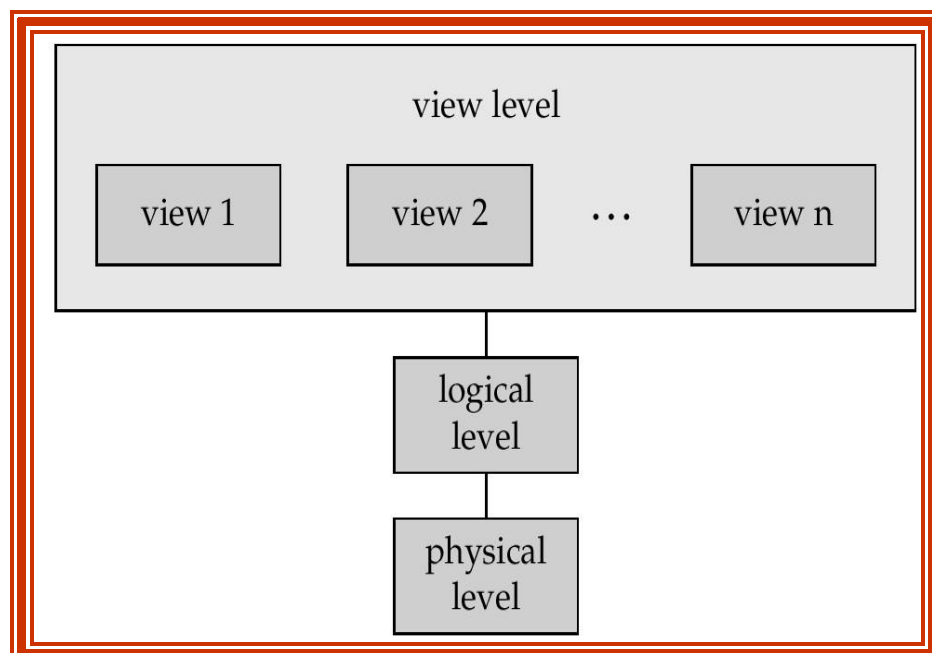 view level
view 1
view 2
...
view n
logical
level
physical
level